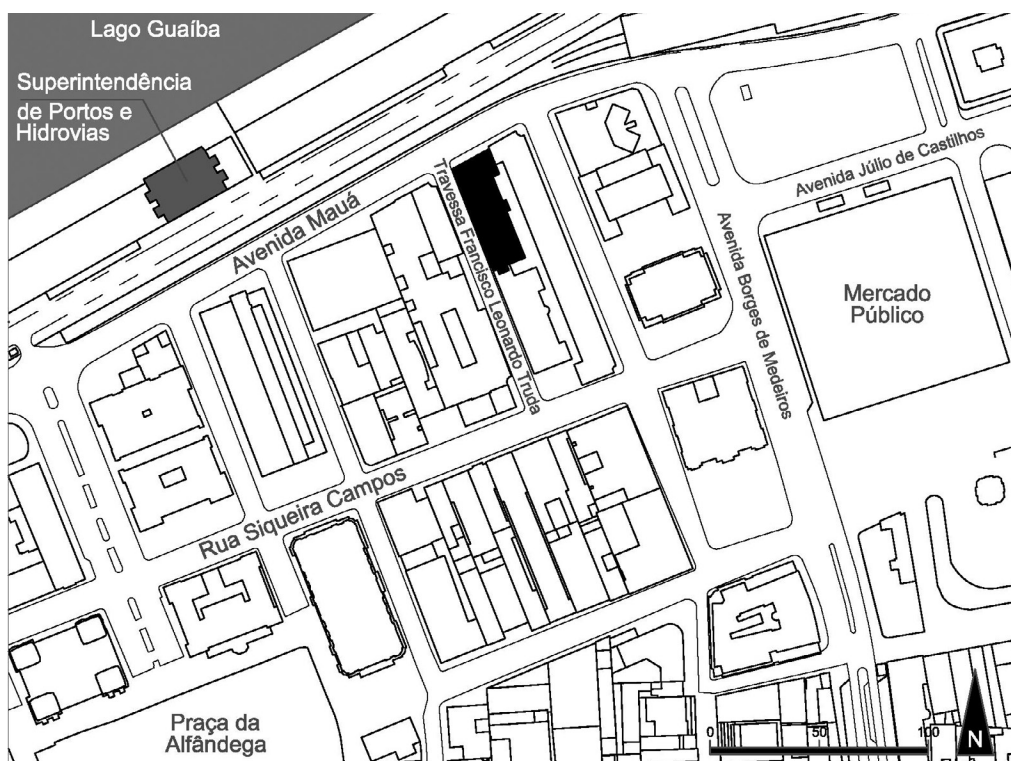 Lago Guaíba
Superintendência
de Portos e
Hidrovias
Avenida Mauá
Travessa Francisco Leonardo Truda
Avenida Júlio de Castilhos
Avenida Borges de Medeiros
Mercado
Público
Rua Siqueira Campos
Praça da
Alfândega
0 50 100
N